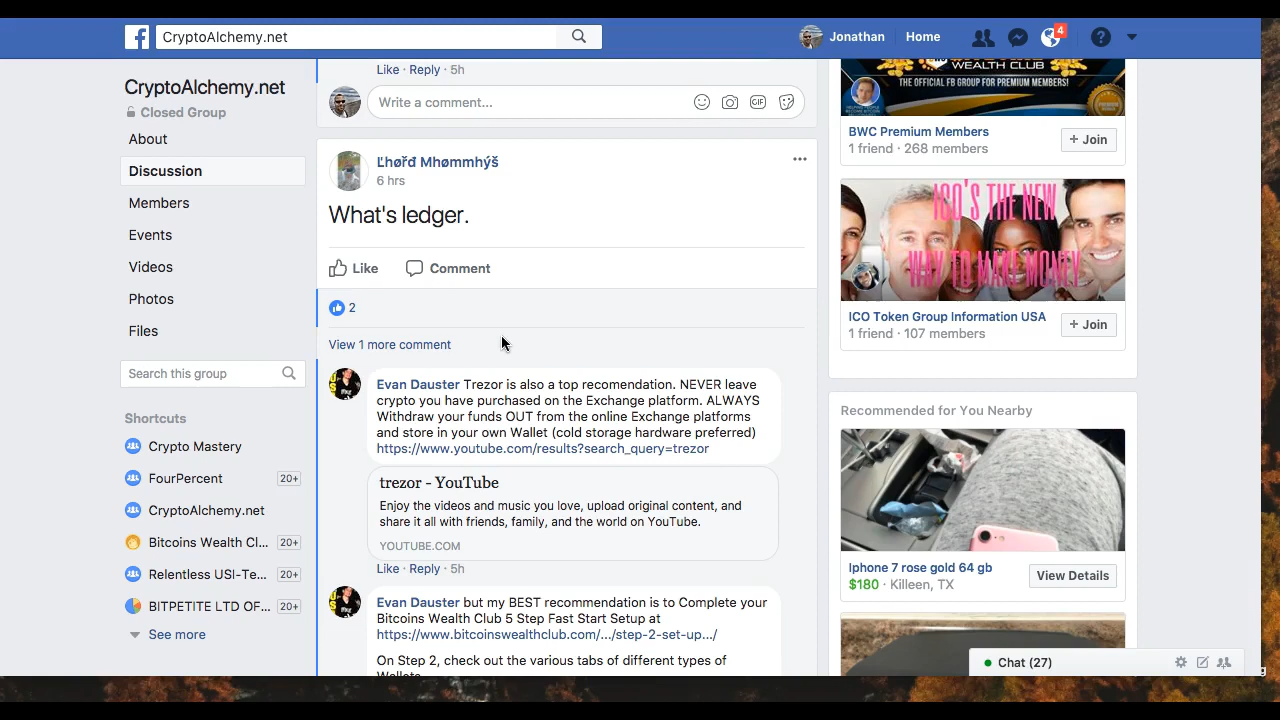 CryptoAlchemy.net
Jonathan
Home
4
CryptoAlchemy.net
Closed Group
About
Discussion
Members
Events
Videos
Photos
Files
Search this group
Shortcuts
Crypto Mastery
FourPercent 20+
CryptoAlchemy.net
Bitcoins Wealth Cl... 20+
Relentless USI-Te... 20+
BITPETITE LTD OF... 20+
See more
Like · Reply · 5h
Write a comment...
GIF
Ľhøřđ Mhømmhýš
6 hrs
What's ledger.
Like Comment
2
View 1 more comment
Evan Dauster Trezor is also a top recomendation. NEVER leave
crypto you have purchased on the Exchange platform. ALWAYS
Withdraw your funds OUT from the online Exchange platforms
and store in your own Wallet (cold storage hardware preferred)
https://www.youtube.com/results?search_query=trezor
trezor - YouTube
Enjoy the videos and music you love, upload original content, and
share it all with friends, family, and the world on YouTube.
YOUTUBE.COM
Like · Reply · 5h
Evan Dauster but my BEST recommendation is to Complete your
Bitcoins Wealth Club 5 Step Fast Start Setup at
https://www.bitcoinswealthclub.com/.../step-2-set-up.../
On Step 2, check out the various tabs of different types of
Wallets
WEALTH CLUB
THE OFFICIAL FB GROUP FOR PREMIUM MEMBERS!
BWC Premium Members
1 friend · 268 members
+ Join
ICO'S THE NEW
WAY TO MAKE MONEY
ICO Token Group Information USA
1 friend · 107 members
+ Join
Recommended for You Nearby
Iphone 7 rose gold 64 gb
$180 · Killeen, TX
View Details
Chat (27)